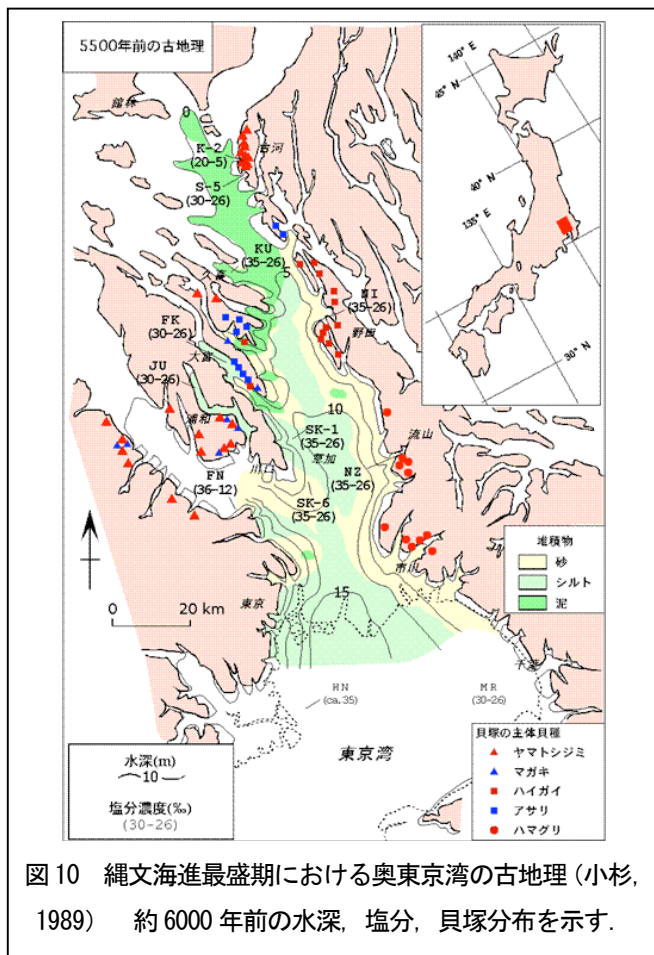 5500年前の古地理
140° E
45° N
40° N
135° E
30° N
館林
0
K-2
(20-5)
古河
S-5
(30-26)
KU
(35-26)
5
NI
(35-26)
野田
FK
(30-26)
大宮
JU
(30-26)
10
浦和
SK-1
(35-26)
草加
流山
川口
NZ
(35-26)
FN
(36-12)
SK-6
(35-26)
市川
0 20 km
東京
15
千葉
堆積物
砂
シルト
泥
HN
(ca.35)
MR
(30-26)
東京湾
水深(m)
10
塩分濃度(‰)
(30-26)
貝塚の主体貝種
ヤマトシジミ
マガキ
ハイガイ
アサリ
ハマグリ
図10 縄文海進最盛期における奥東京湾の古地理(小杉,
1989) 約6000年前の水深,塩分,貝塚分布を示す.